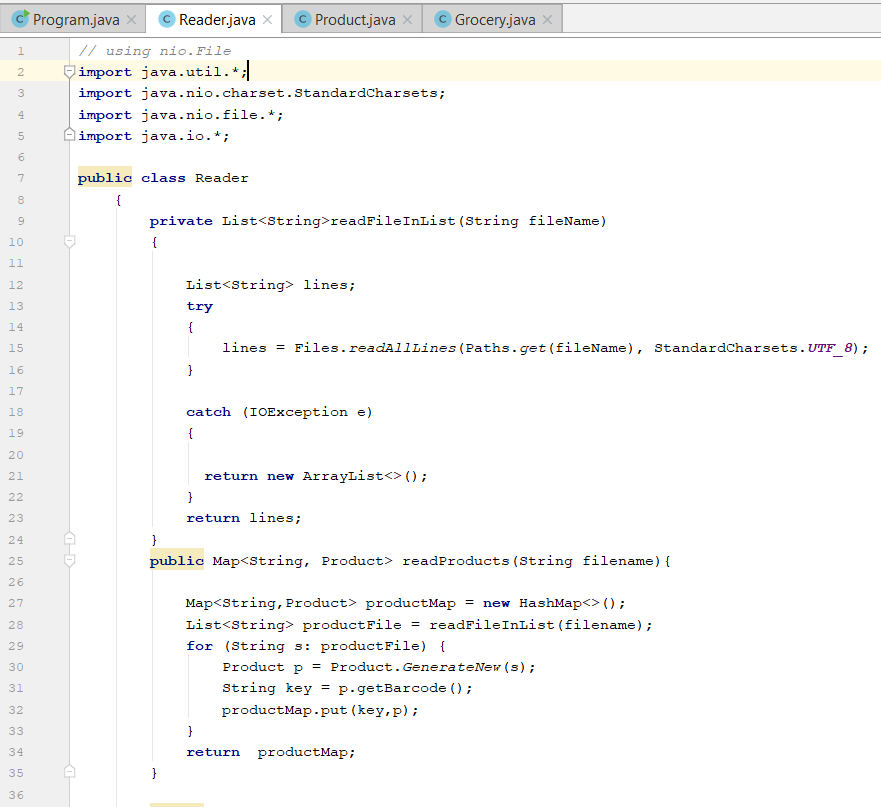 Program.java Reader.java Product.java Grocery.java
1 // using nio.File
2 import java.util.*;
3 import java.nio.charset.StandardCharsets;
4 import java.nio.file.*;
5 import java.io.*;
6
7 public class Reader
8 {
9 private List<String>readFileInList(String fileName)
10 {
11
12 List<String> lines;
13 try
14 {
15 lines = Files.readAllLines(Paths.get(fileName), StandardCharsets.UTF_8);
16 }
17
18 catch (IOException e)
19 {
20
21 return new ArrayList<>();
22 }
23 return lines;
24 }
25 public Map<String, Product> readProducts(String filename){
26
27 Map<String,Product> productMap = new HashMap<>();
28 List<String> productFile = readFileInList(filename);
29 for (String s: productFile) {
30 Product p = Product.GenerateNew(s);
31 String key = p.getBarcode();
32 productMap.put(key,p);
33 }
34 return  productMap;
35 }
36